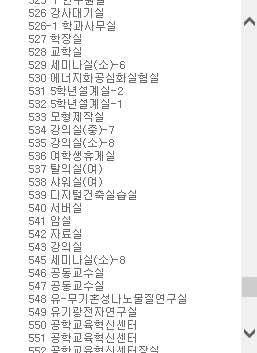 526 강사대기실
526-1 학과사무실
527 학장실
528 교학실
529 세미나실(소)-6
530 에너지화공심화실험실
531 5학년설계실-2
532 5학년설계실-1
533 모형제작실
534 강의실(중)-7
535 강의실(소)-8
536 여학생휴게실
537 탈의실(여)
538 샤워실(여)
539 디지털건축실습실
540 서버실
541 암실
542 자료실
543 강의실
545 세미나실(소)-8
546 공동교수실
547 공동교수실
548 유-무기혼성나노물질연구실
549 유기광전자연구실
550 공학교육혁신센터
551 공학교육혁신센터
552 공학교육혁신센터장실